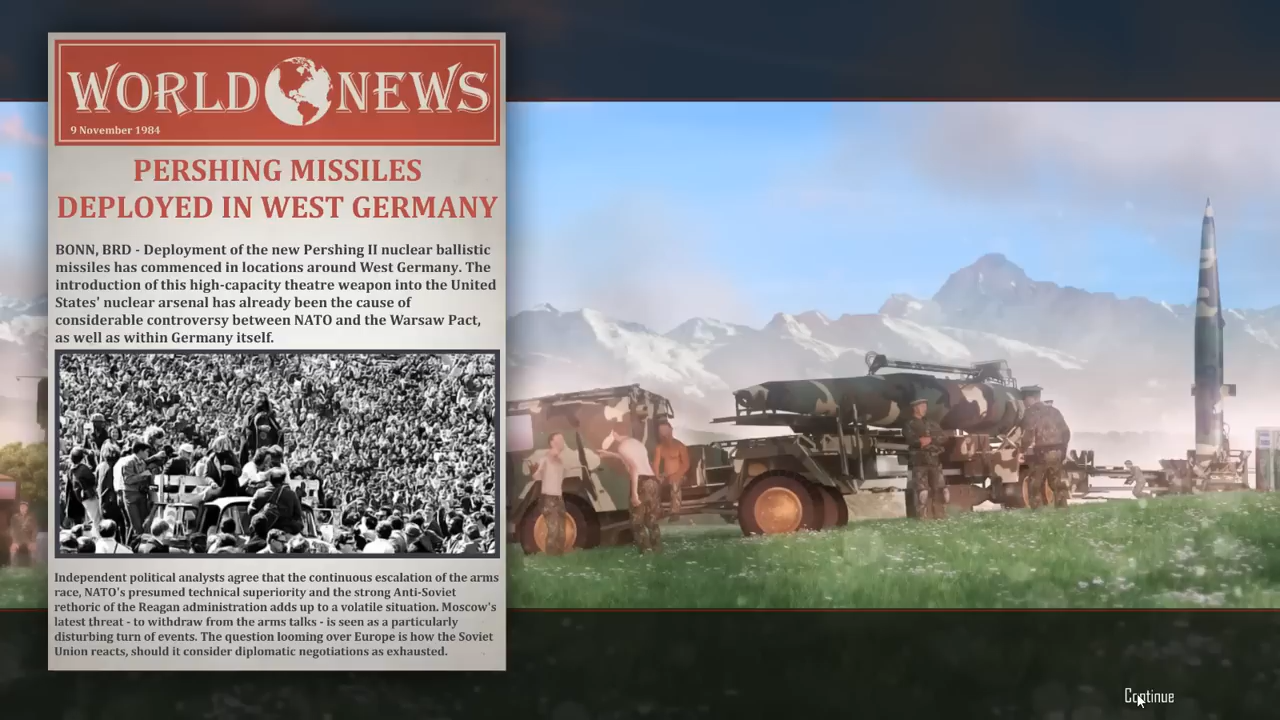 WORLD NEWS
9 November 1984
PERSHING MISSILES
DEPLOYED IN WEST GERMANY
BONN, BRD - Deployment of the new Pershing II nuclear ballistic
missiles has commenced in locations around West Germany. The
introduction of this high-capacity theatre weapon into the United
States' nuclear arsenal has already been the cause of
considerable controversy between NATO and the Warsaw Pact,
as well as within Germany itself.
Independent political analysts agree that the continuous escalation of the arms
race, NATO's presumed technical superiority and the strong Anti-Soviet
rethoric of the Reagan administration adds up to a volatile situation. Moscow's
latest threat - to withdraw from the arms talks - is seen as a particularly
disturbing turn of events. The question looming over Europe is how the Soviet
Union reacts, should it consider diplomatic negotiations as exhausted.
Continue